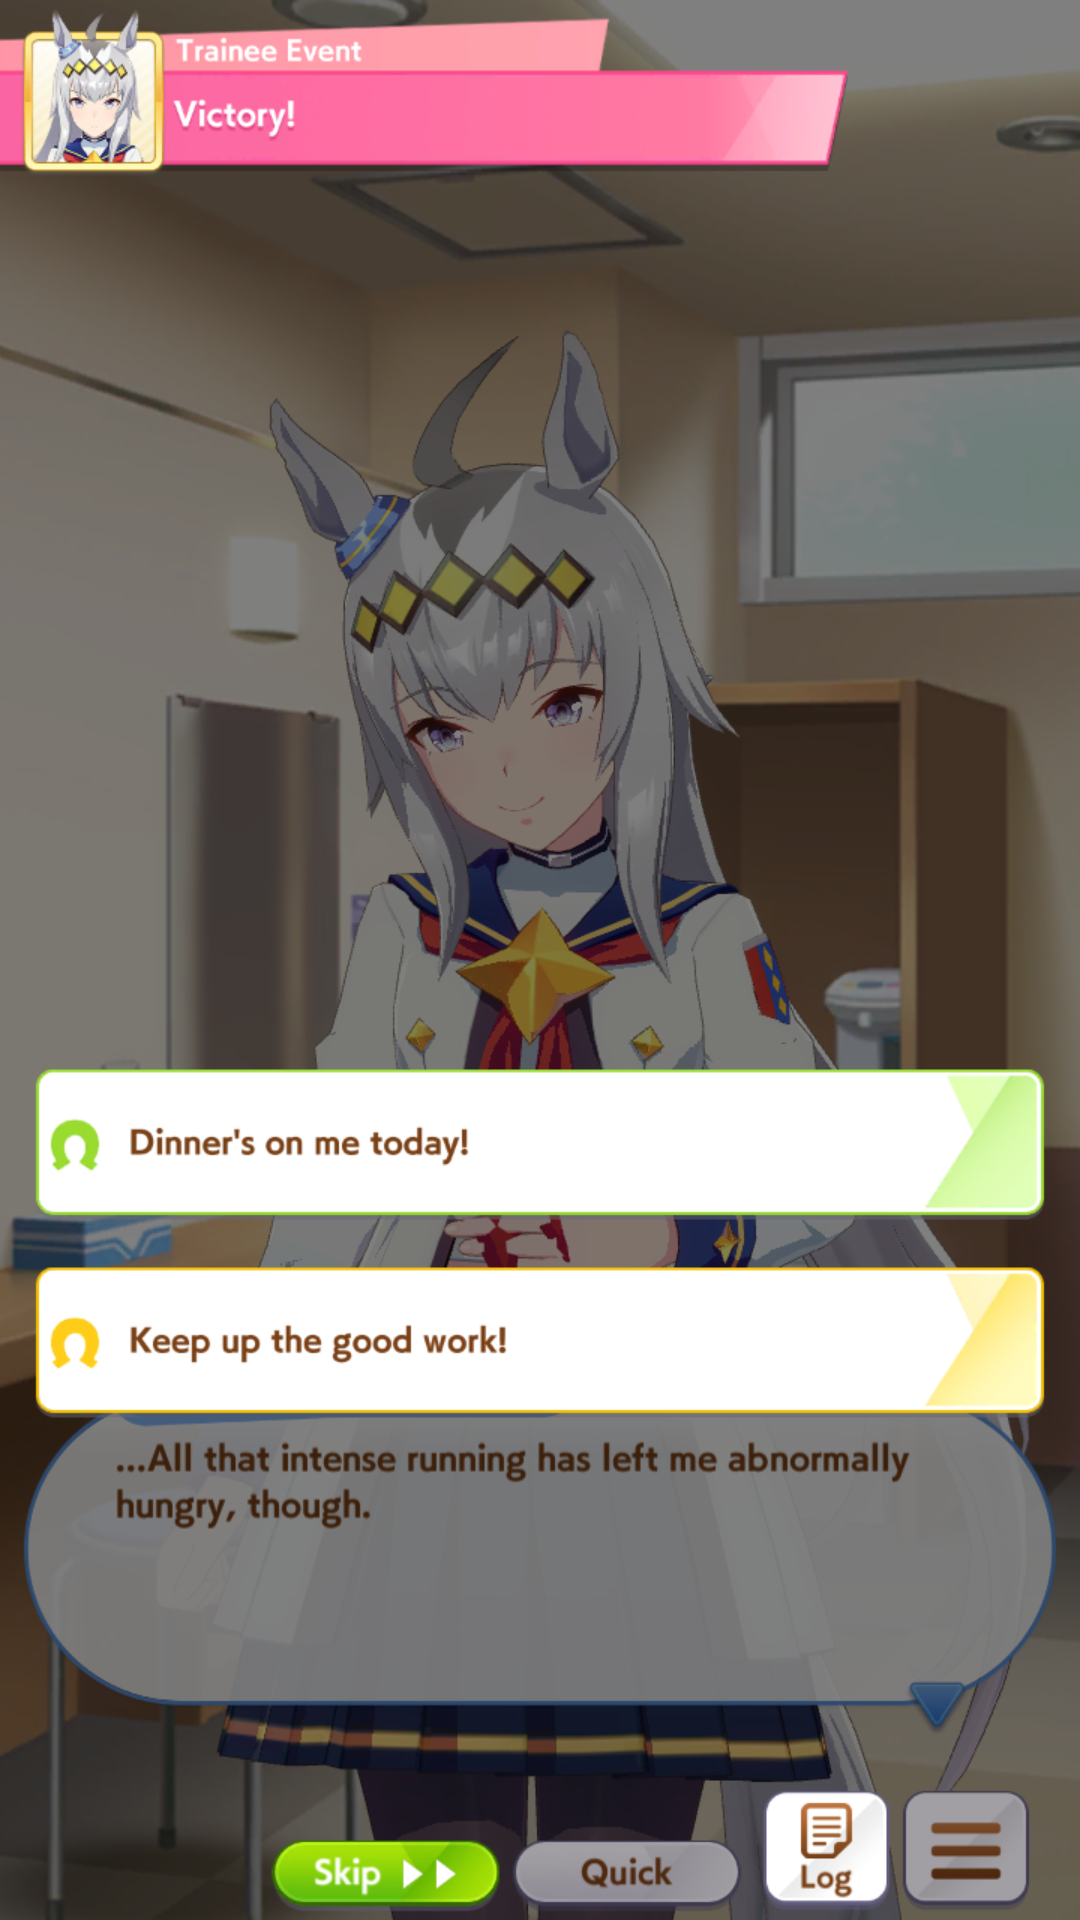 Trainee Event
Victory!
Dinner's on me today!
Keep up the good work!
...All that intense running has left me abnormally
hungry, though.
Skip
Quick
Log